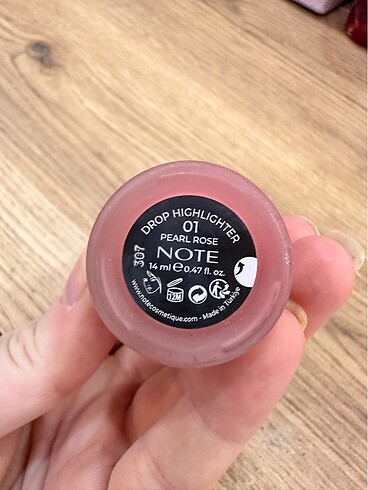 DROP HIGHLIGHTER
01
PEARL ROSE
NOTE
14 ml ℮ 0.47 fl. oz.
12M
www.notecosmetique.com - Made in Türkiye
307